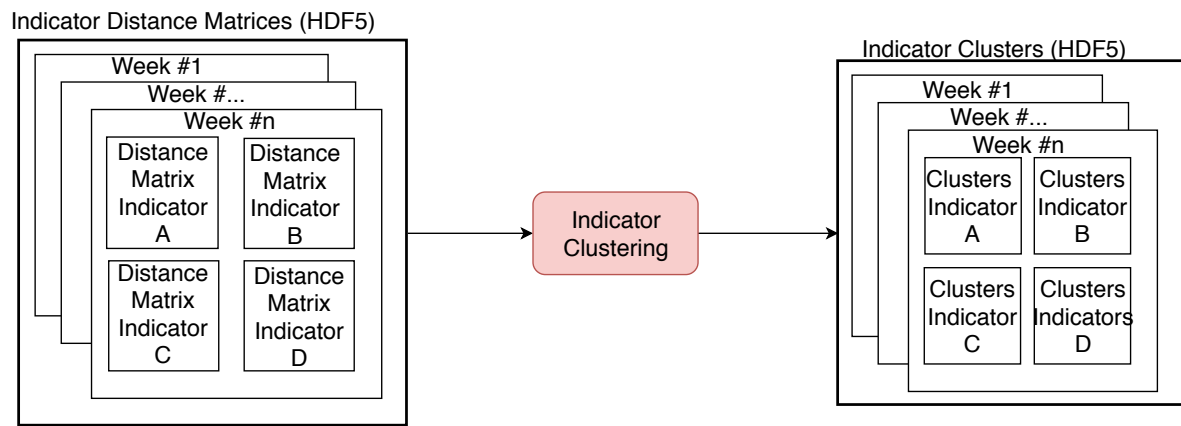 Indicator Distance Matrices (HDF5)
Week #1
Week #...
Week #n
Distance
Matrix
Indicator
A
Distance
Matrix
Indicator
B
Distance
Matrix
Indicator
C
Distance
Matrix
Indicator
D
Indicator
Clustering
Indicator Clusters (HDF5)
Week #1
Week #...
Week #n
Clusters
Indicator
A
Clusters
Indicator
B
Clusters
Indicator
C
Clusters
Indicators
D